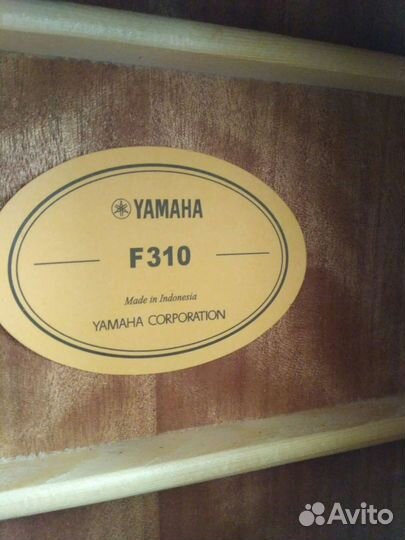 YAMAHA
F310
Made in Indonesia
YAMAHA CORPORATION
Avito